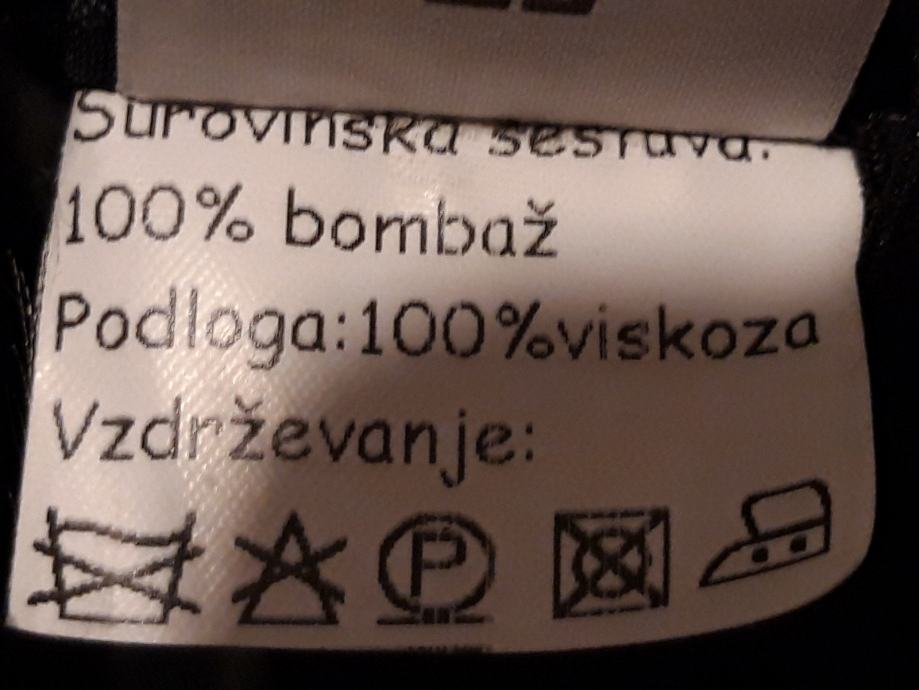 Surovinska sestava:
100% bombaž
Podloga:100%viskoza
Vzdrževanje:
P